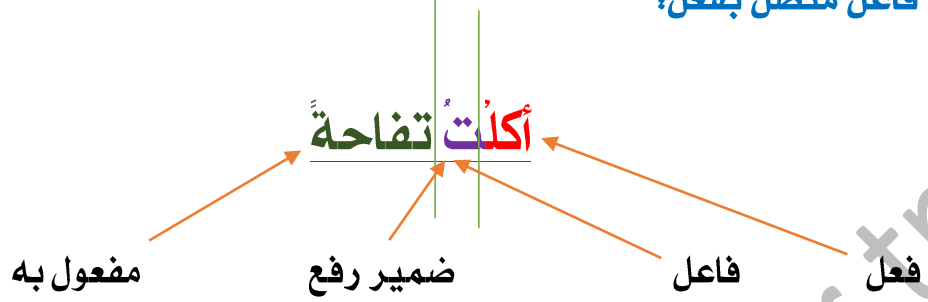 فاعل متصل بفعل:
أكلتُ تفاحةً
فعل فاعل ضمير رفع مفعول به